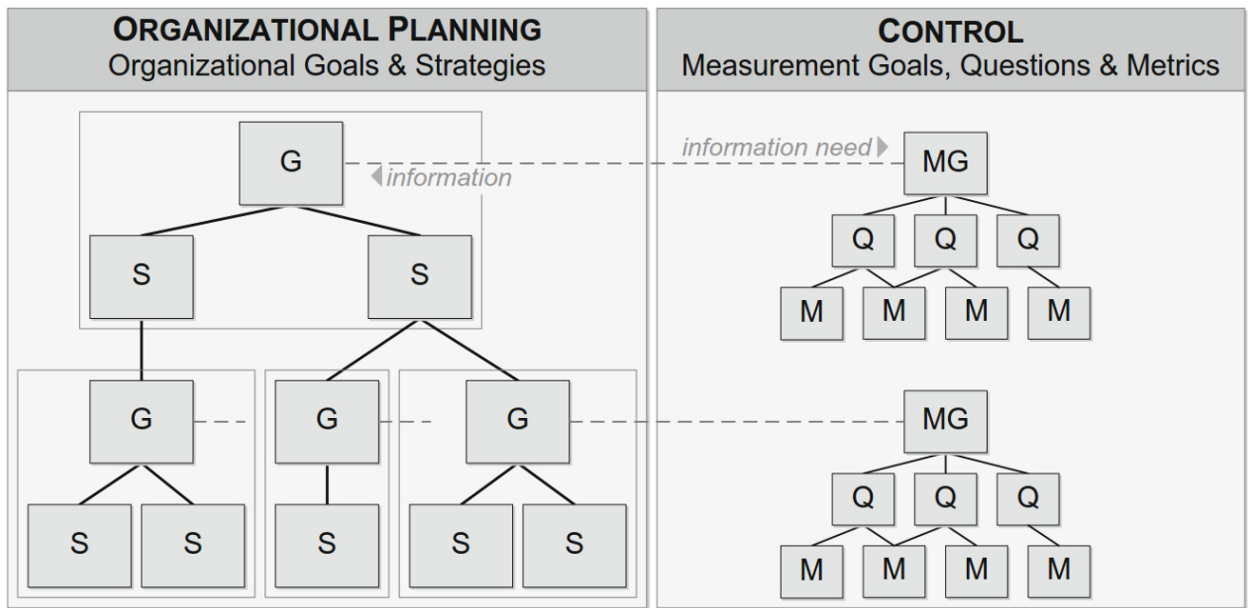 ORGANIZATIONAL PLANNING
Organizational Goals & Strategies
CONTROL
Measurement Goals, Questions & Metrics
G
information need
information
MG
S
S
Q
Q
Q
M
M
M
M
G
G
G
MG
S
S
S
S
S
Q
Q
Q
M
M
M
M